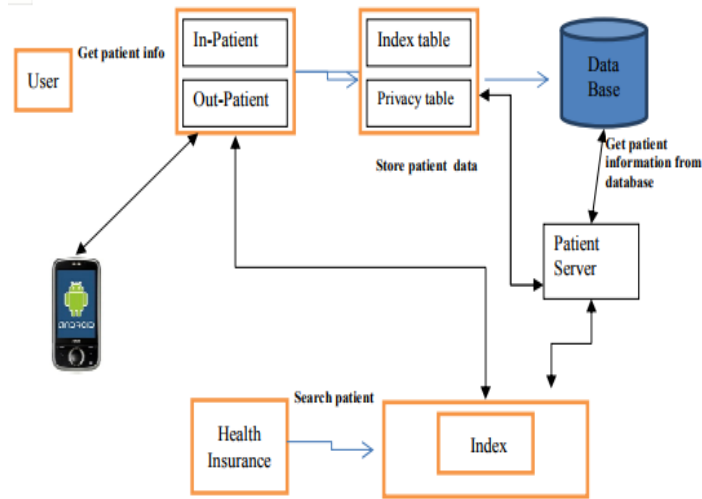 Get patient info
User
In-Patient
Out-Patient
Index table
Privacy table
Data
Base
Store patient data
Get patient
information from
database
Patient
Server
ANDROID
Search patient
Health
Insurance
Index